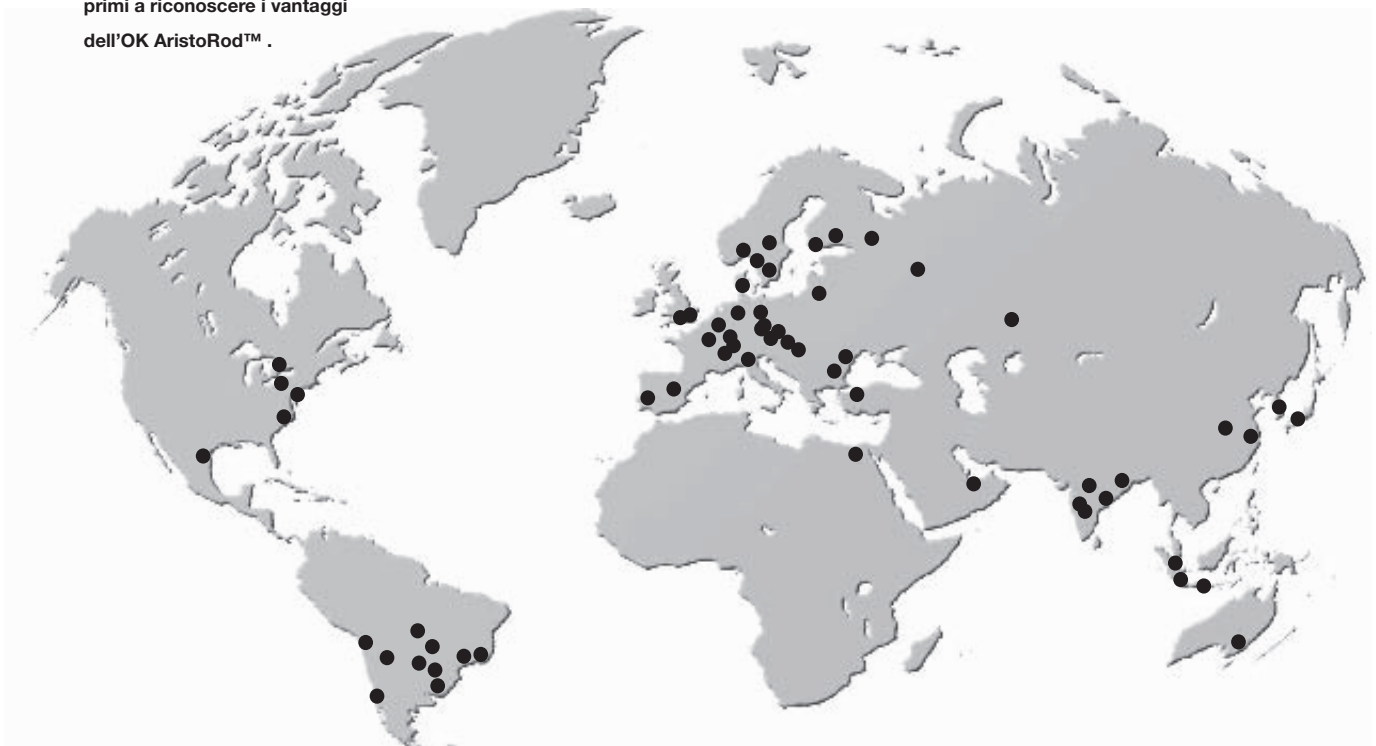 primi a riconoscere i vantaggi
dell’OK AristoRod™ .